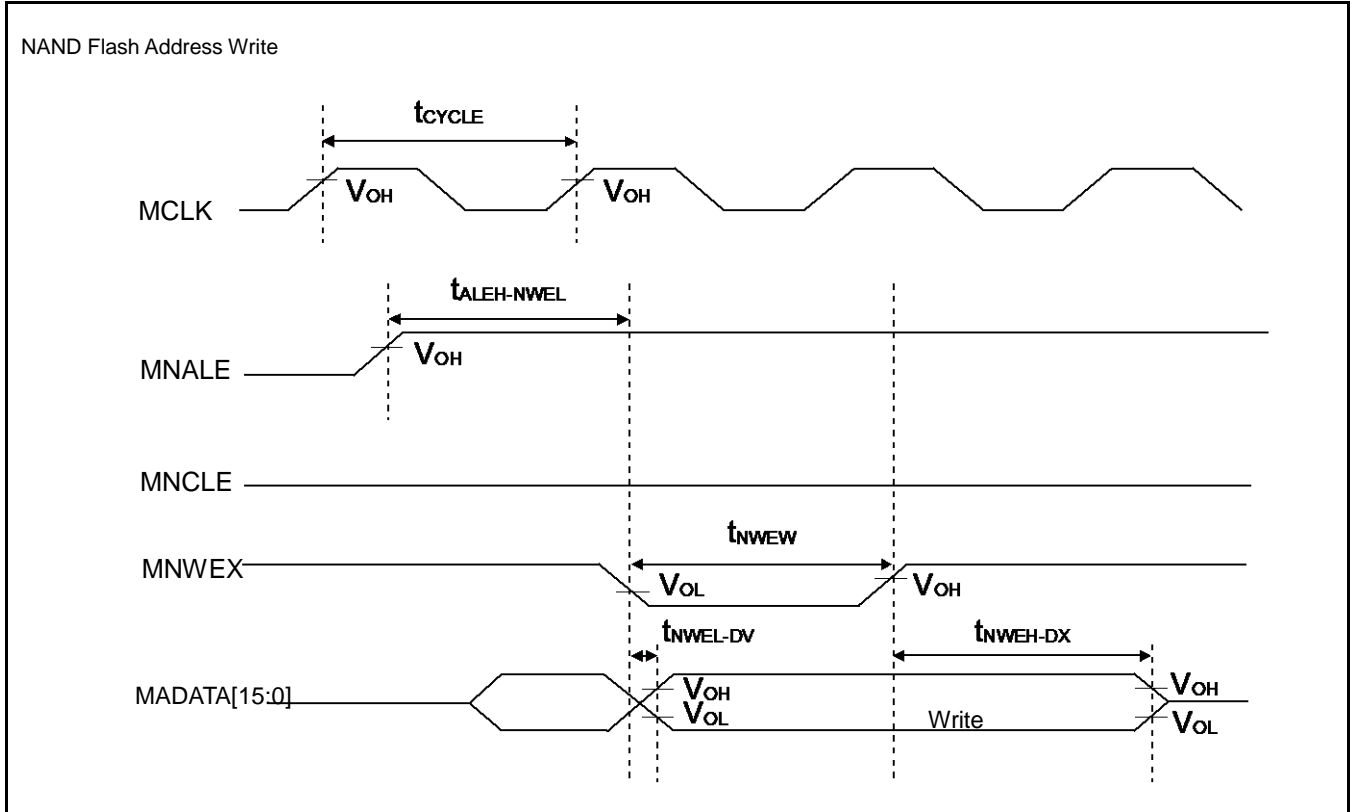 NAND Flash Address Write
tCYCLE
VOH
VOH
MCLK
tALEH-NWEL
VOH
MNALE
MNCLE
tNWEW
MNWEX
VOL
VOH
tNWEL-DV
tNWEH-DX
MADATA[15:0]
VOH
VOH
VOL
Write
VOL